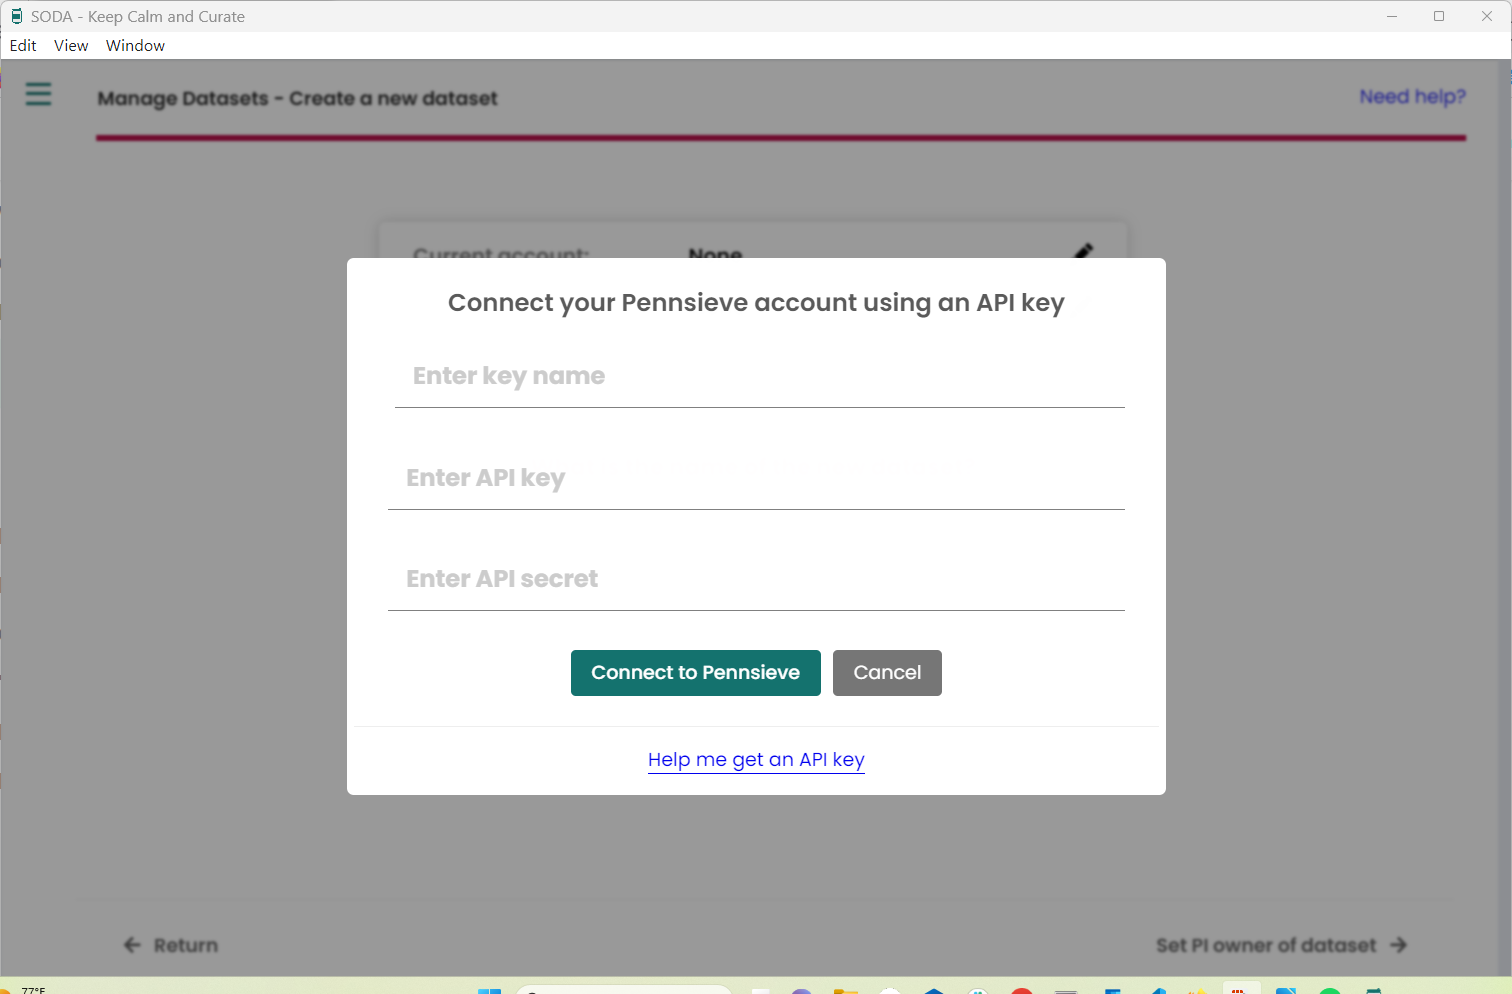 SODA - Keep Calm and Curate
Edit View Window
Manage Datasets - Create a new dataset
Need help?
Current account: None
Connect your Pennsieve account using an API key
Enter key name
Enter API key
Enter API secret
Connect to Pennsieve Cancel
Help me get an API key
Return
Set PI owner of dataset
77°F